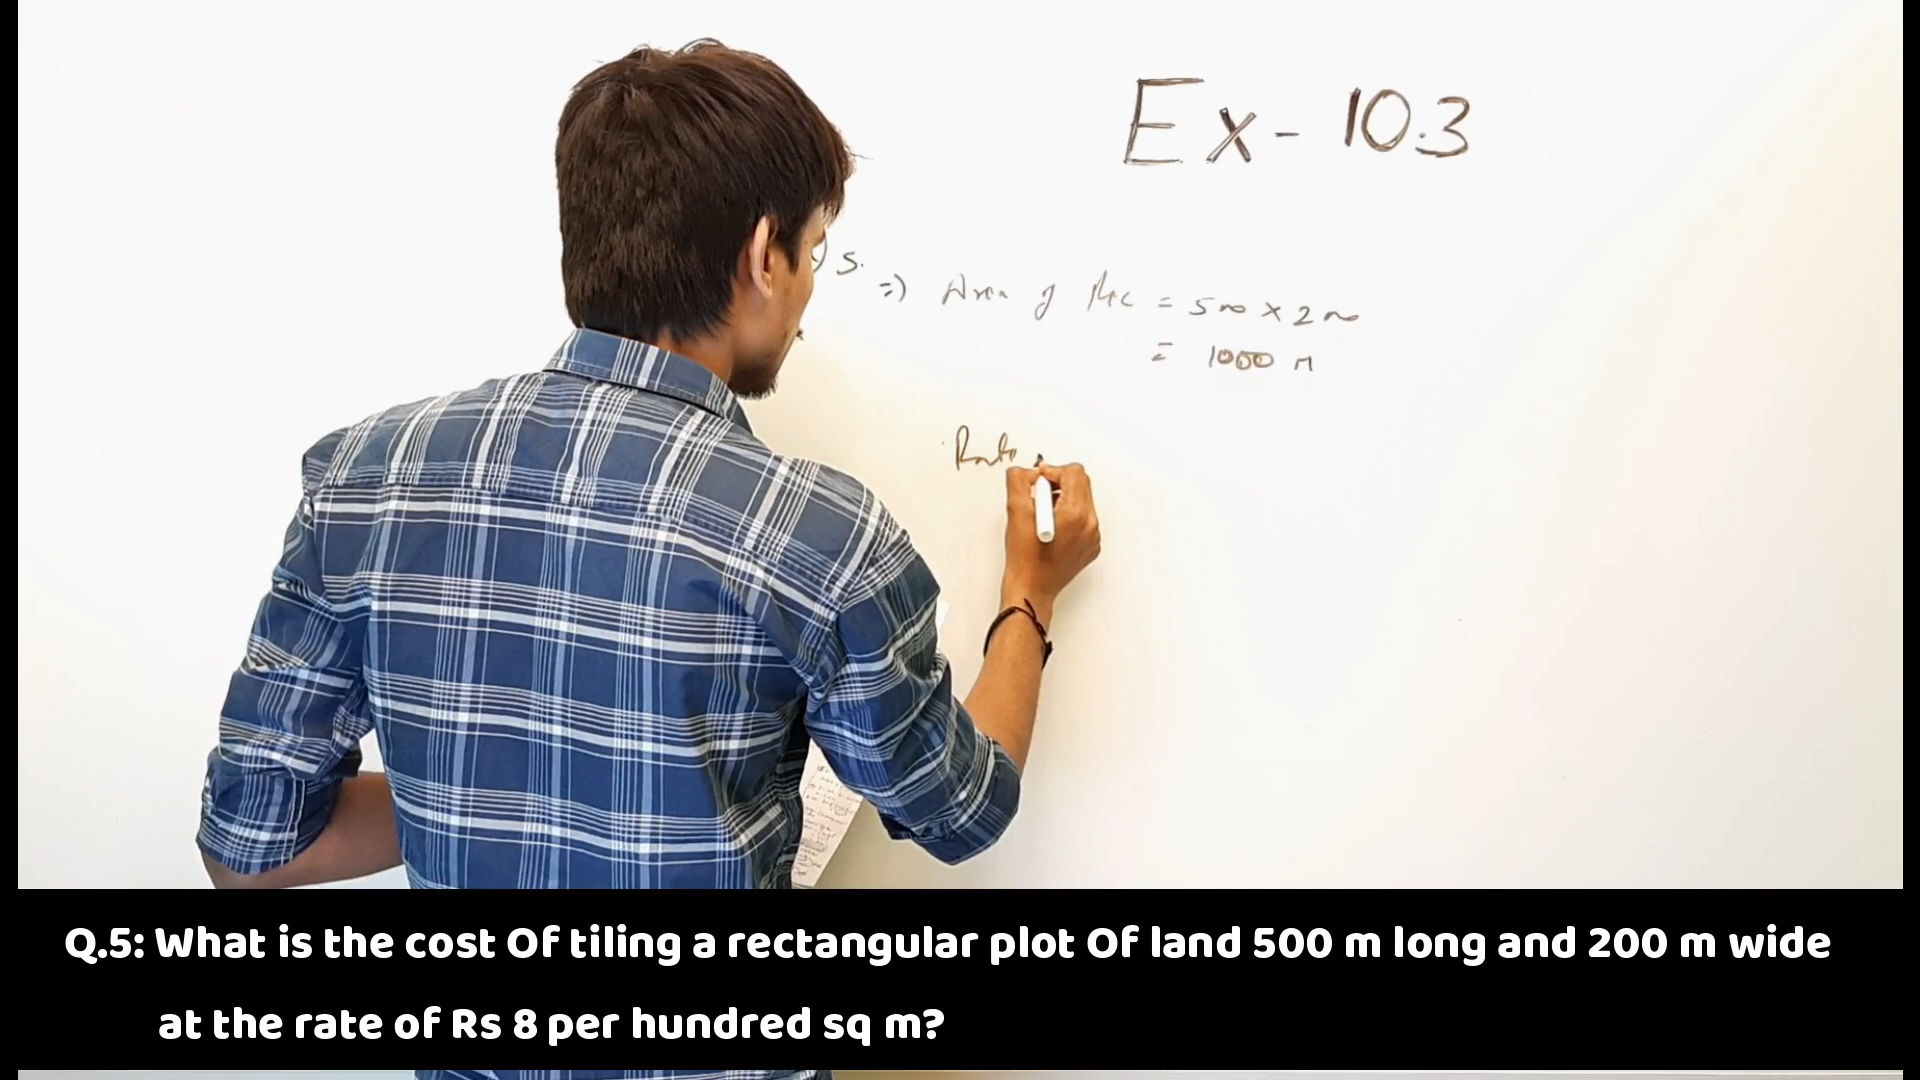 Ex - 10.3
5.
=) Area of Rec = 500 x 200
= 1000 m
Rate
Q.5: What is the cost Of tiling a rectangular plot Of land 500 m long and 200 m wide
at the rate of Rs 8 per hundred sq m?